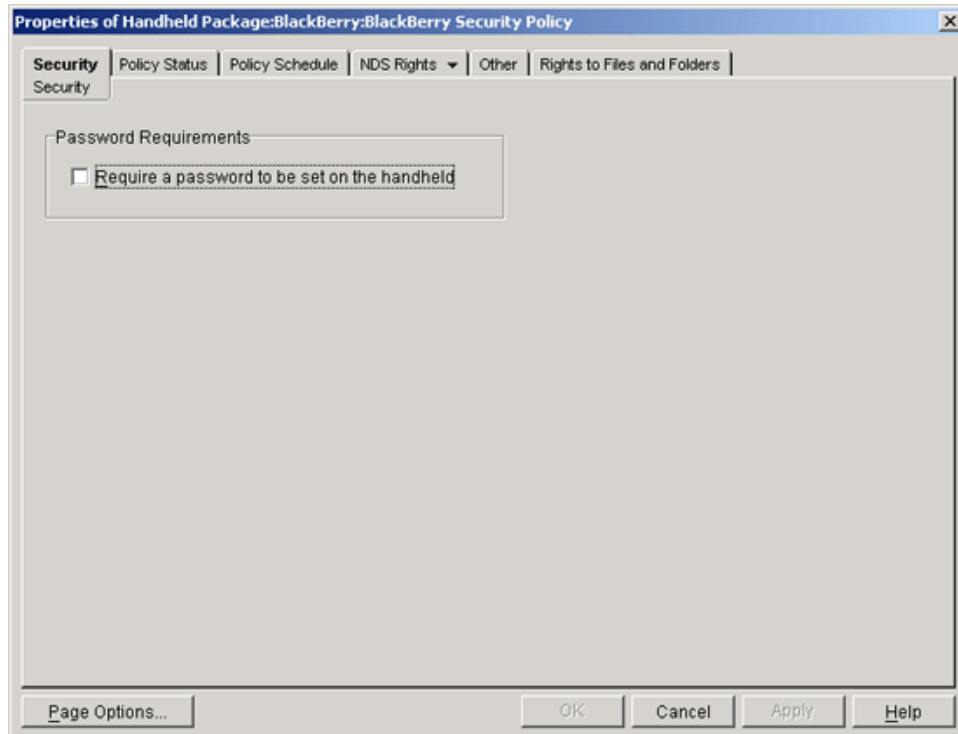 Properties of Handheld Package:BlackBerry:BlackBerry Security Policy
Security Policy Status Policy Schedule NDS Rights Other Rights to Files and Folders
Security
Password Requirements
Require a password to be set on the handheld
Page Options... OK Cancel Apply Help